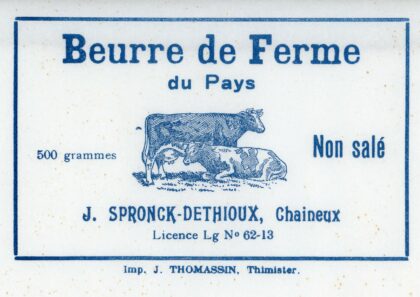 Beurre de Ferme
du Pays
500 grammes
Non salé
J. SPRONCK-DETHIOUX, Chaineux
Licence Lg Nº 62-13
Imp. J. THOMASSIN, Thimister.